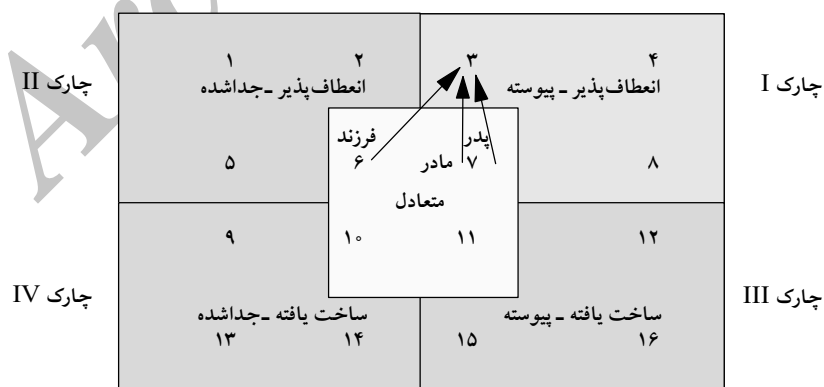 ۴ ۳ ۲ ۱
چارک I انعطاف‌پذیر ـ پیوسته انعطاف‌پذیر ـ جداشده چارک II
پدر فرزند
۸ ۷ مادر ۶ ۵
متعادل
۱۲ ۱۱ ۱۰ ۹
چارک III ساخت یافته ـ پیوسته ساخت یافته ـ جداشده چارک IV
۱۶ ۱۵ ۱۴ ۱۳